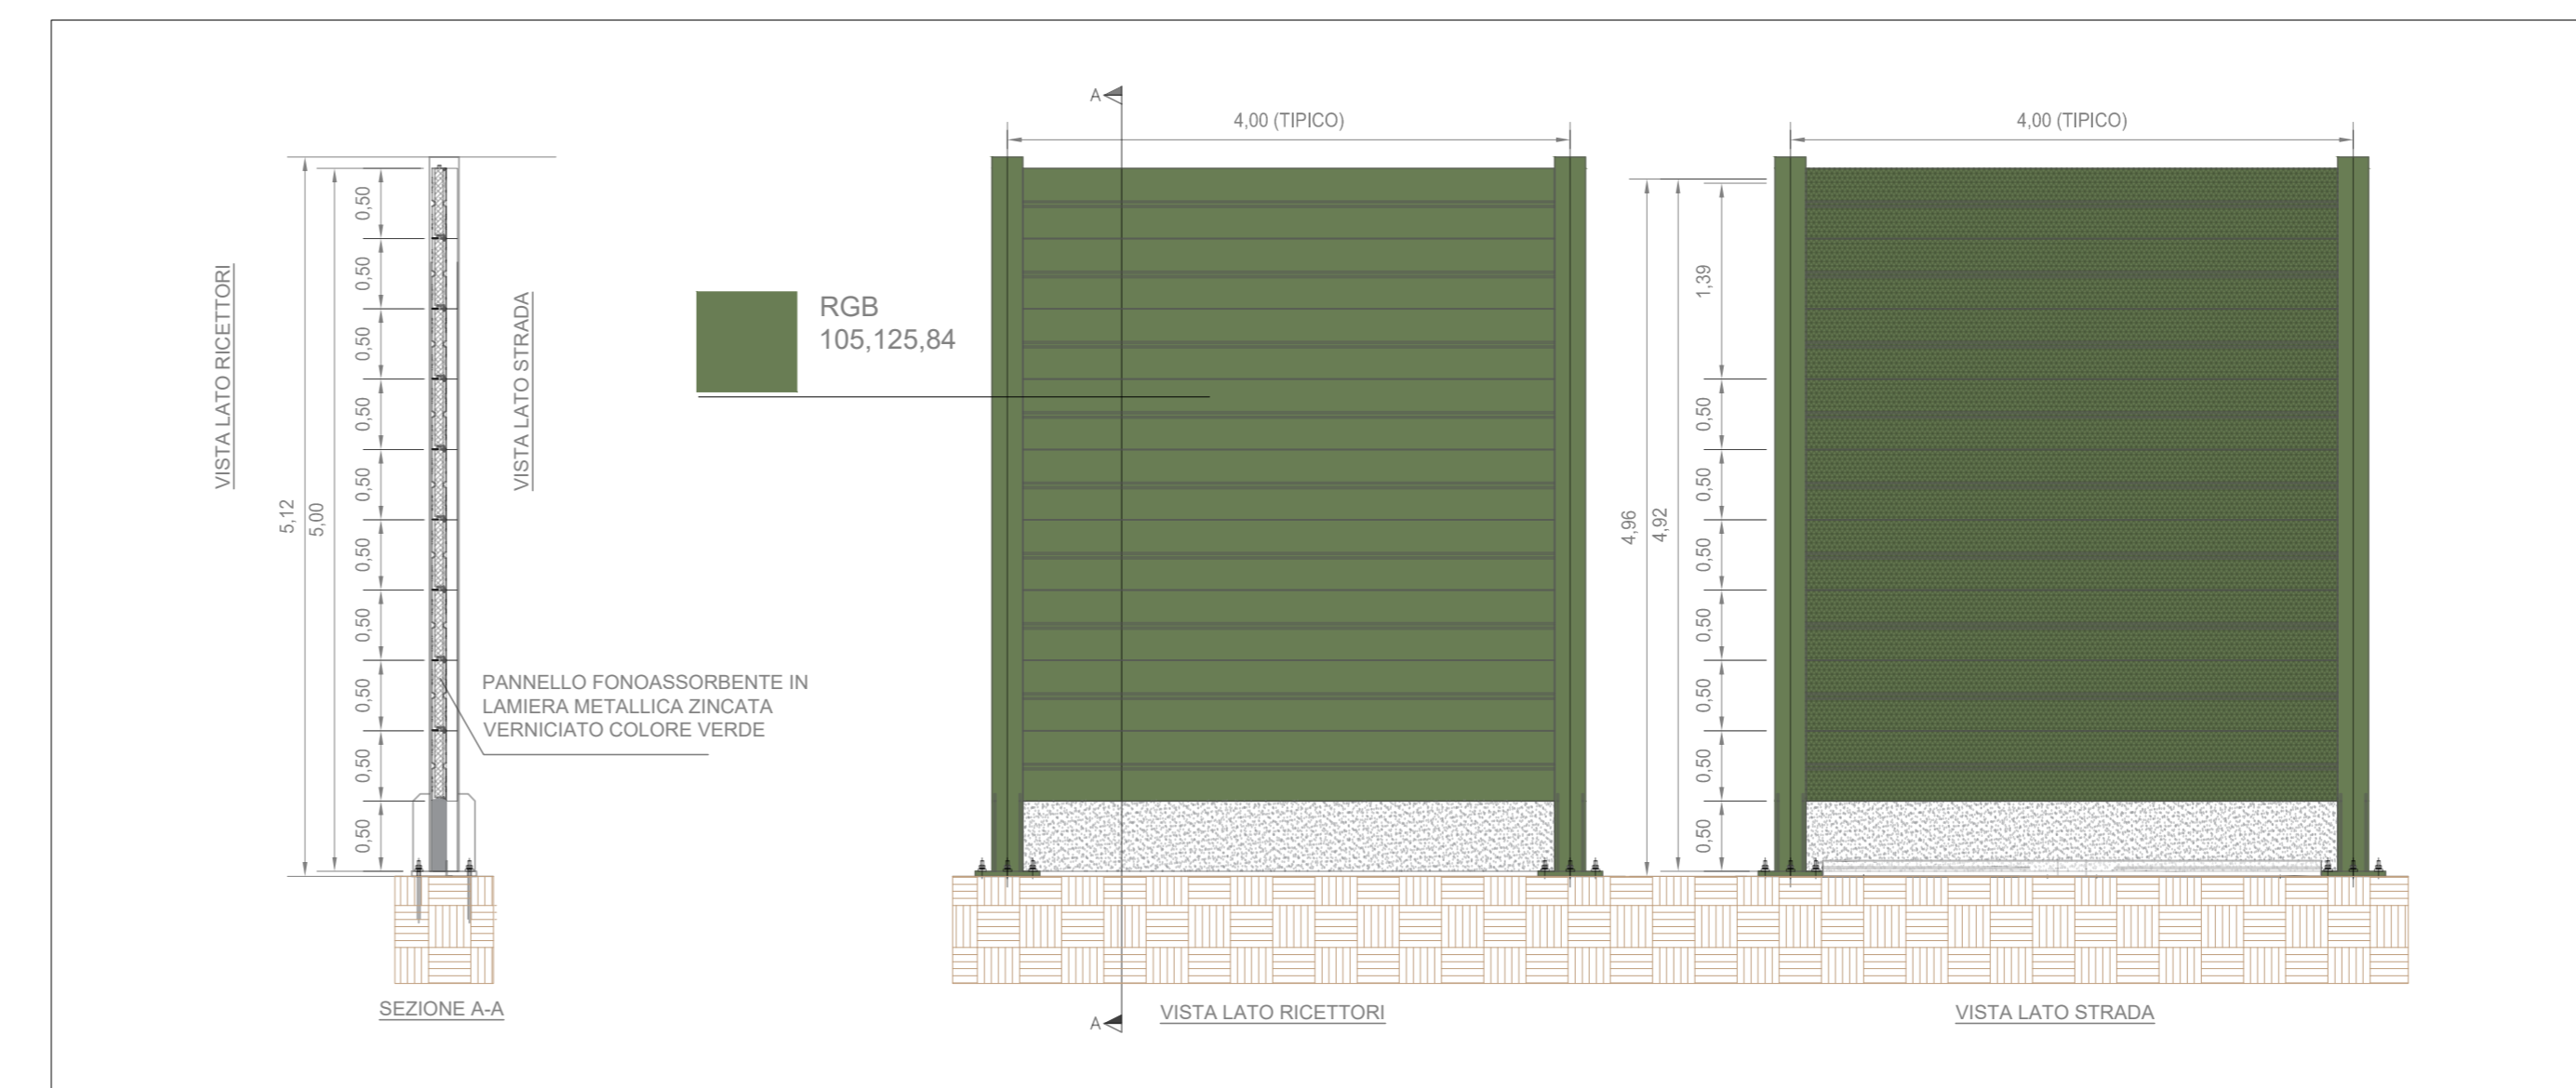 A
4,00 (TIPICO)
4,00 (TIPICO)
VISTA LATO RICETTORI
5,12
5,00
0,50
0,50
0,50
0,50
0,50
0,50
0,50
0,50
0,50
0,50
VISTA LATO STRADA
RGB
105,125,84
PANNELLO FONOASSORBENTE IN
LAMIERA METALLICA ZINCATA
VERNICIATO COLORE VERDE
4,96
4,92
1,39
0,50
0,50
0,50
0,50
0,50
0,50
0,50
SEZIONE A-A
A
VISTA LATO RICETTORI
VISTA LATO STRADA